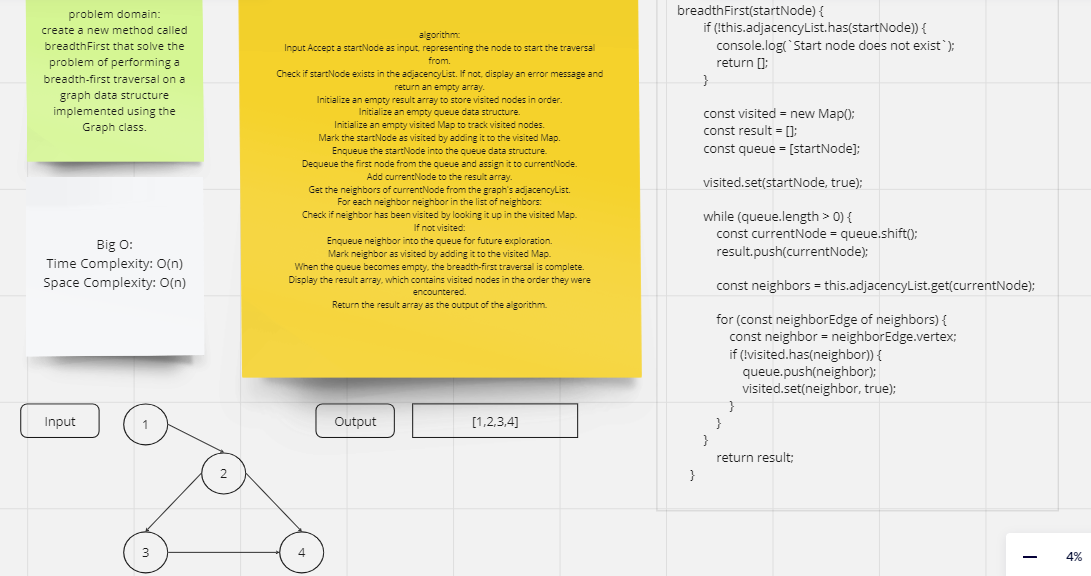 problem domain:
create a new method called
breadthFirst that solve the
problem of performing a
breadth-first traversal on a
graph data structure
implemented using the
Graph class.
Big O:
Time Complexity: O(n)
Space Complexity: O(n)
algorithm:
Input Accept a startNode as input, representing the node to start the traversal
from.
Check if startNode exists in the adjacencyList. If not, display an error message and
return an empty array.
Initialize an empty result array to store visited nodes in order.
Initialize an empty queue data structure.
Initialize an empty visited Map to track visited nodes.
Mark the startNode as visited by adding it to the visited Map.
Enqueue the startNode into the queue data structure.
Dequeue the first node from the queue and assign it to currentNode.
Add currentNode to the result array.
Get the neighbors of currentNode from the graph's adjacencyList.
For each neighbor neighbor in the list of neighbors:
Check if neighbor has been visited by looking it up in the visited Map.
If not visited:
Enqueue neighbor into the queue for future exploration.
Mark neighbor as visited by adding it to the visited Map.
When the queue becomes empty, the breadth-first traversal is complete.
Display the result array, which contains visited nodes in the order they were
encountered.
Return the result array as the output of the algorithm.
breadthFirst(startNode) {
if (!this.adjacencyList.has(startNode)) {
console.log(`Start node does not exist`);
return [];
}
const visited = new Map();
const result = [];
const queue = [startNode];
visited.set(startNode, true);
while (queue.length > 0) {
const currentNode = queue.shift();
result.push(currentNode);
const neighbors = this.adjacencyList.get(currentNode);
for (const neighborEdge of neighbors) {
const neighbor = neighborEdge.vertex;
if (!visited.has(neighbor)) {
queue.push(neighbor);
visited.set(neighbor, true);
}
}
}
return result;
}
Input
1
2
3
4
Output
[1,2,3,4]
4%